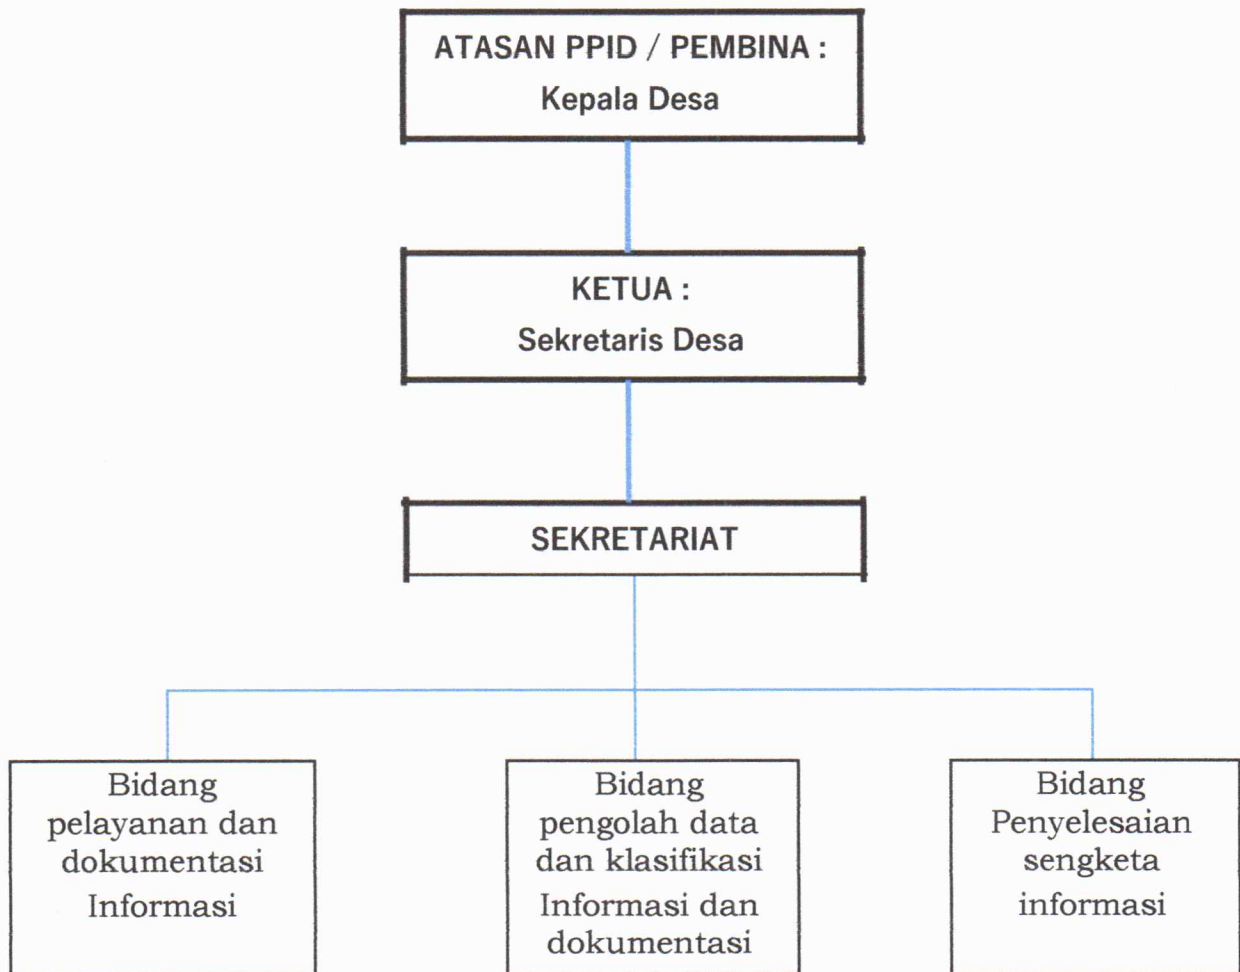 ATASAN PPID / PEMBINA :
Kepala Desa
KETUA :
Sekretaris Desa
SEKRETARIAT
Bidang
pelayanan dan
dokumentasi
Informasi
Bidang
pengolah data
dan klasifikasi
Informasi dan
dokumentasi
Bidang
Penyelesaian
sengketa
informasi